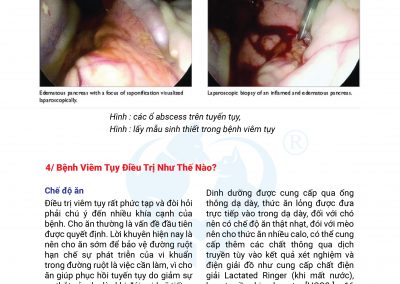 Edematous pancreas with a focus of saponification visualized
laparoscopically.
Laparoscopic biopsy of an inflamed and edematous pancreas.
Hình : các ổ abscess trên tuyến tụy,
Hình : lấy mẫu sinh thiết trong bệnh viêm tụy
4/ Bệnh Viêm Tụy Điều Trị Như Thế Nào?
Chế độ ăn
Điều trị viêm tụy rất phức tạp và đòi hỏi
phải chú ý đến nhiều khía cạnh của
bệnh. Cho ăn thường là vấn đề đầu tiên
được quyết định. Lời khuyên hiện nay là
nên cho ăn sớm để bảo vệ đường ruột
hạn chế sự phát triễn của vi khuẩn
trong đường ruột là việc cần làm, vì cho
ăn giúp phục hồi tuyến tụy do giảm sự
Dinh dưỡng được cung cấp qua ống
thông dạ dày, thức ăn lỏng được đưa
trực tiếp vào trong dạ dày, đối với chó
nên có chế độ ăn thật nhạt, đối với mèo
nên cho thức ăn nhiều calo, có thể cung
cấp thêm các chất thông qua dịch
truyền tùy vào kết quả xét nghiệm và
điện giải đồ như cung cấp chất điện
giải Lactated Ringer (khi mất nước),